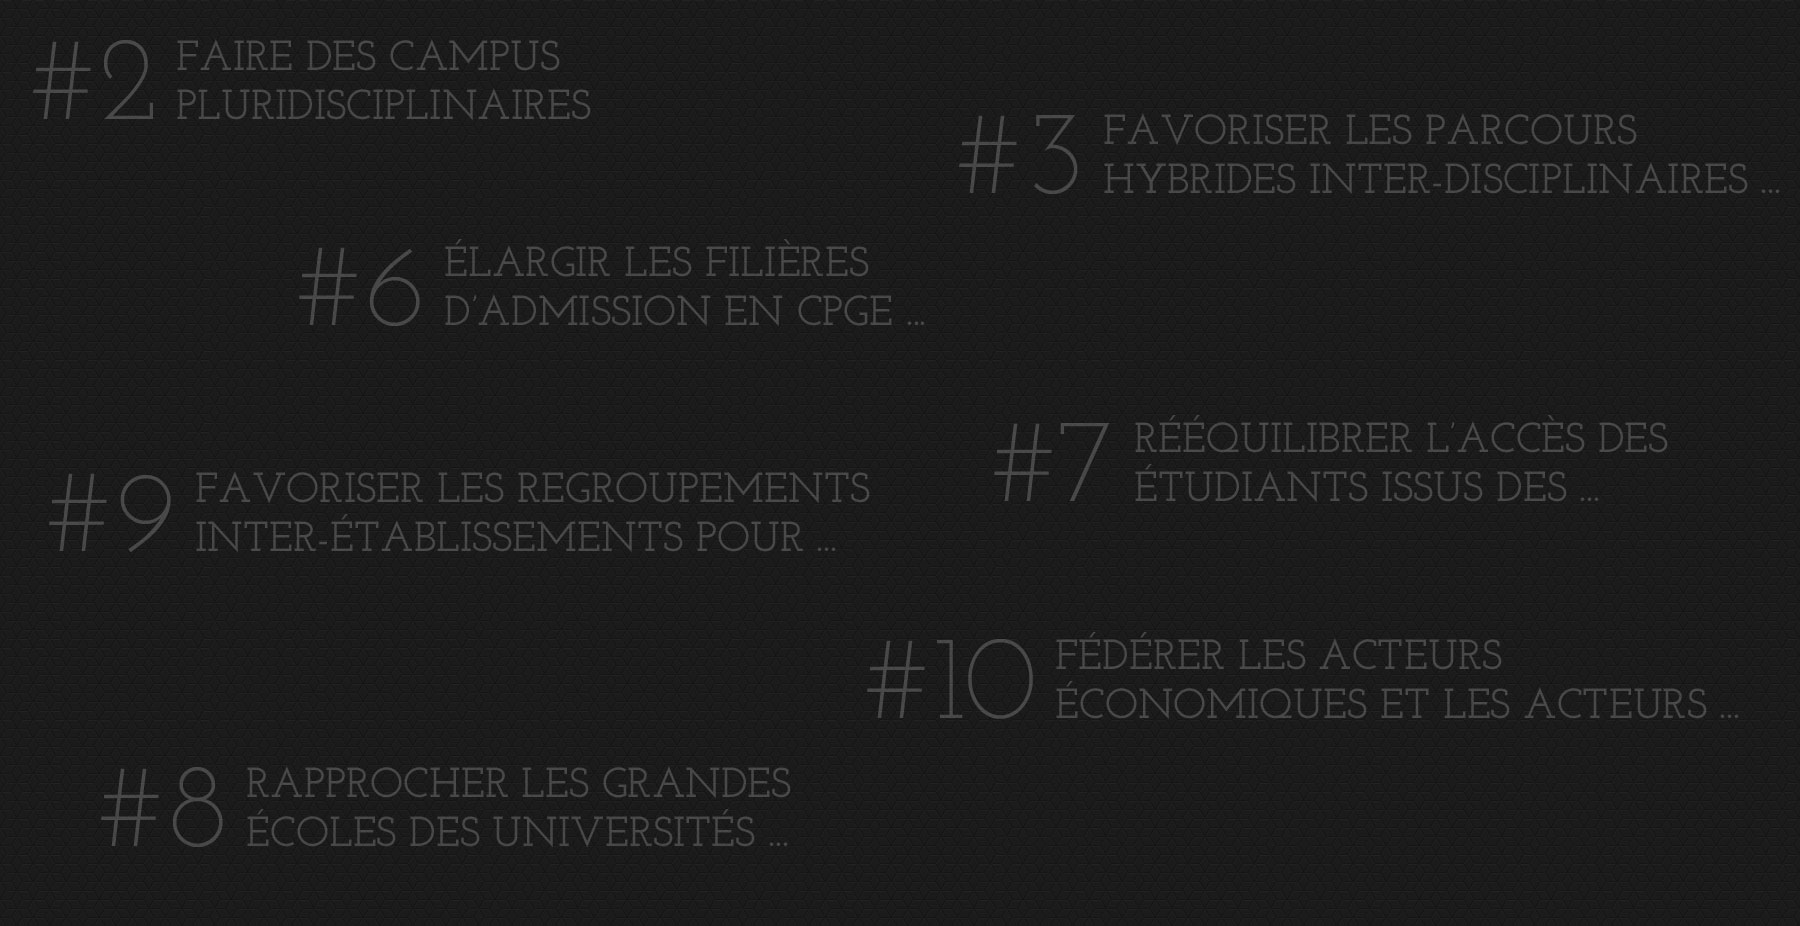 #2 FAIRE DES CAMPUS
PLURIDISCIPLINAIRES
#3 FAVORISER LES PARCOURS
HYBRIDES INTER-DISCIPLINAIRES ...
#6 ÉLARGIR LES FILIÈRES
D'ADMISSION EN CPGE ...
#7 RÉÉQUILIBRER L'ACCÈS DES
ÉTUDIANTS ISSUS DES ...
#9 FAVORISER LES REGROUPEMENTS
INTER-ÉTABLISSEMENTS POUR ...
#10 FÉDÉRER LES ACTEURS
ÉCONOMIQUES ET LES ACTEURS ...
#8 RAPPROCHER LES GRANDES
ÉCOLES DES UNIVERSITÉS ...